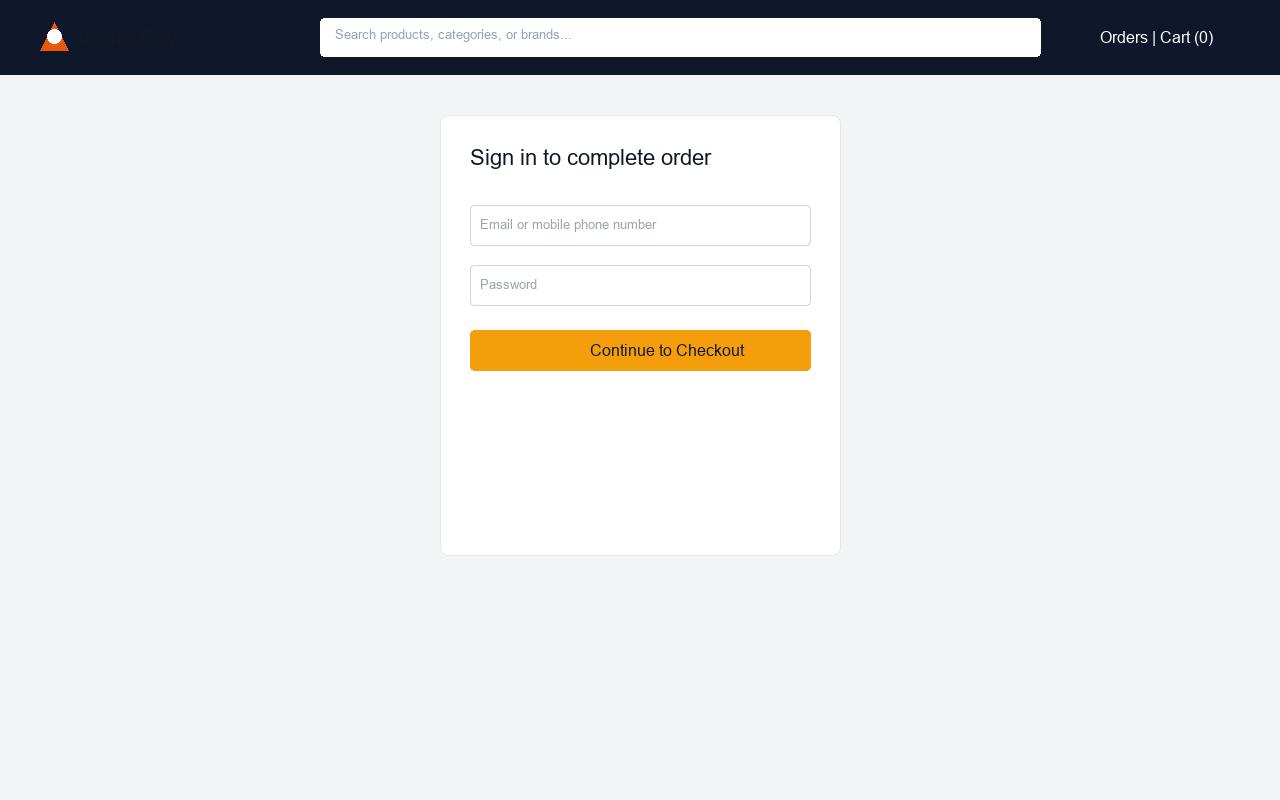 Search products, categories, or brands...
Orders | Cart (0)
Sign in to complete order
Email or mobile phone number
Password
Continue to Checkout